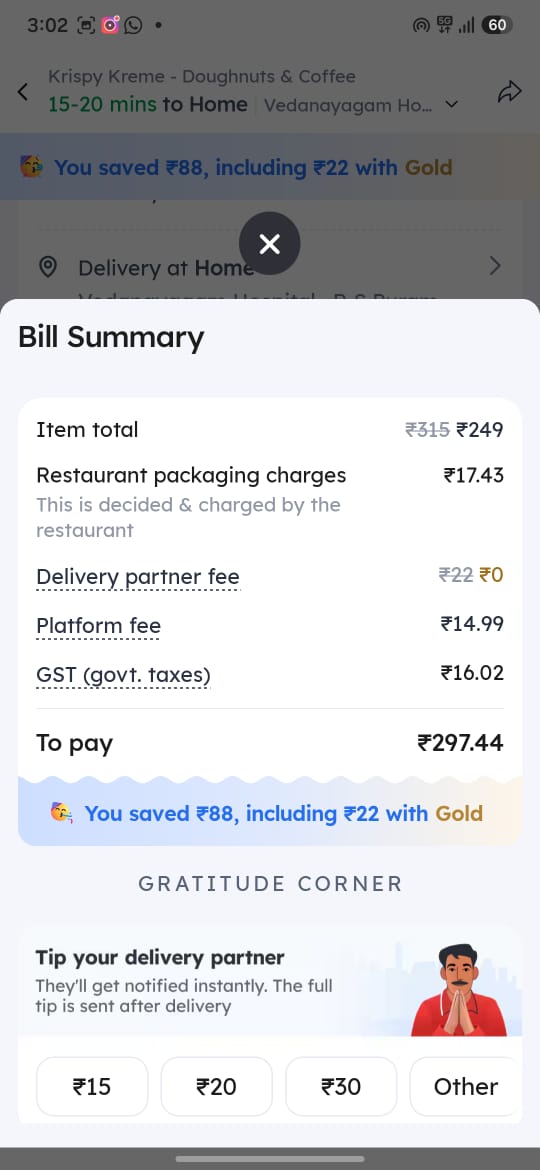 3:02
5G
60
Krispy Kreme - Doughnuts & Coffee
15-20 mins to Home | Vedanayagam Ho...
You saved ₹88, including ₹22 with Gold
Delivery at Home
Bill Summary
Item total ₹315 ₹249
Restaurant packaging charges ₹17.43
This is decided & charged by the
restaurant
Delivery partner fee ₹22 ₹0
Platform fee ₹14.99
GST (govt. taxes) ₹16.02
To pay ₹297.44
You saved ₹88, including ₹22 with Gold
GRATITUDE CORNER
Tip your delivery partner
They'll get notified instantly. The full
tip is sent after delivery
₹15 ₹20 ₹30 Other